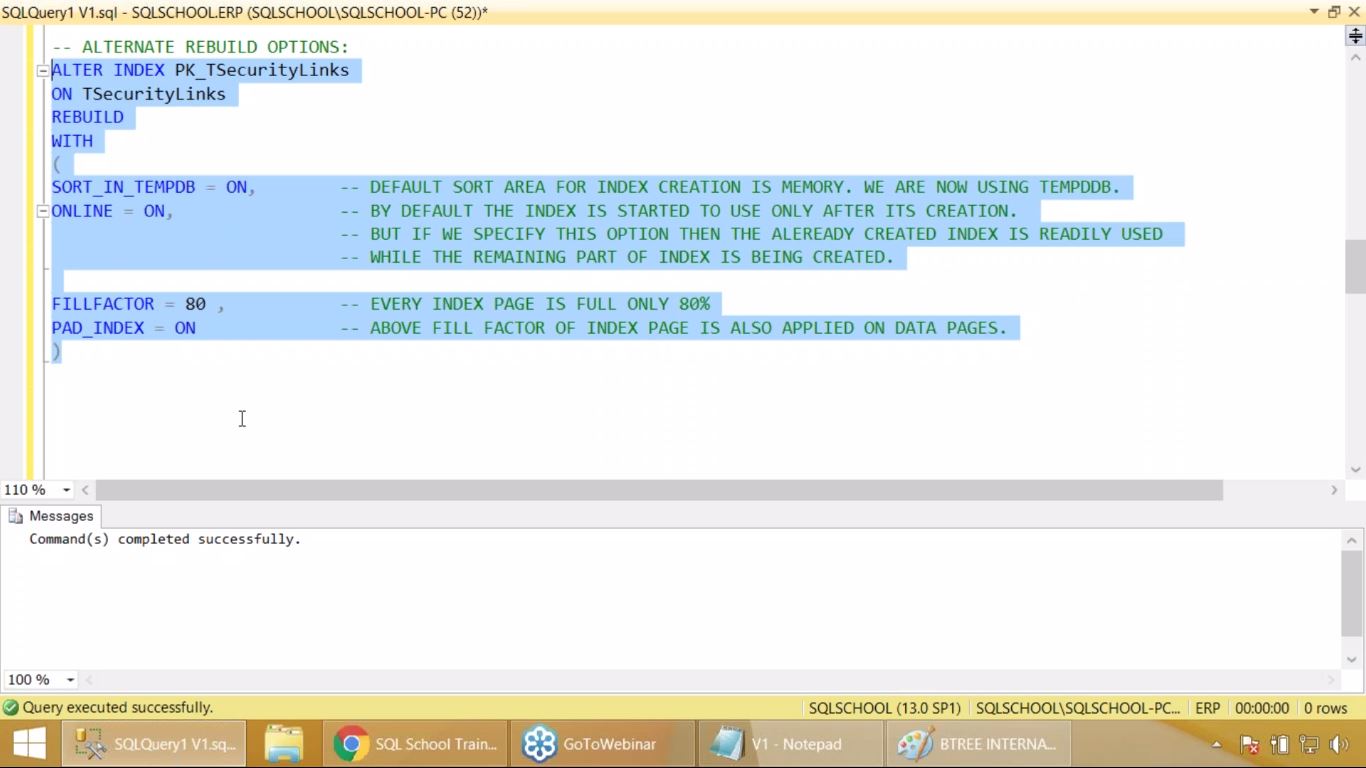 SQLQuery1 V1.sql - SQLSCHOOL.ERP (SQLSCHOOL\SQLSCHOOL-PC (52))*
-- ALTERNATE REBUILD OPTIONS:
ALTER INDEX PK_TSecurityLinks
ON TSecurityLinks
REBUILD
WITH
(
SORT_IN_TEMPDB = ON, -- DEFAULT SORT AREA FOR INDEX CREATION IS MEMORY. WE ARE NOW USING TEMPDDB.
ONLINE = ON, -- BY DEFAULT THE INDEX IS STARTED TO USE ONLY AFTER ITS CREATION.
-- BUT IF WE SPECIFY THIS OPTION THEN THE ALEREADY CREATED INDEX IS READILY USED
-- WHILE THE REMAINING PART OF INDEX IS BEING CREATED.
FILLFACTOR = 80 , -- EVERY INDEX PAGE IS FULL ONLY 80%
PAD_INDEX = ON -- ABOVE FILL FACTOR OF INDEX PAGE IS ALSO APPLIED ON DATA PAGES.
)
110 %
Messages
Command(s) completed successfully.
100 %
Query executed successfully. SQLSCHOOL (13.0 SP1) SQLSCHOOL\SQLSCHOOL-PC... ERP 00:00:00 0 rows
SQLQuery1 V1.sq... SQL School Train... GoToWebinar V1 - Notepad BTREE INTERNA...